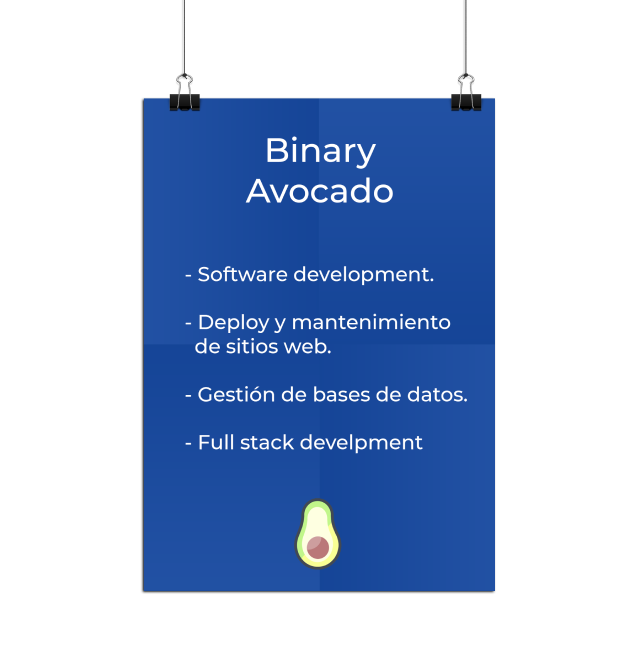 Binary
Avocado
- Software development.
- Deploy y mantenimiento
de sitios web.
- Gestión de bases de datos.
- Full stack develpment